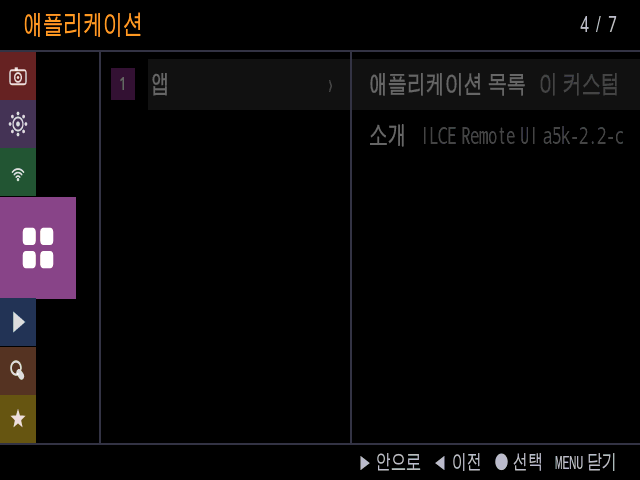 애플리케이션 4 / 7
1 앱 › 애플리케이션 목록 이 커스텀
소개 ILCE Remote UI a5k-2.2-c
▶ 안으로 ◀ 이전 ● 선택 MENU 닫기